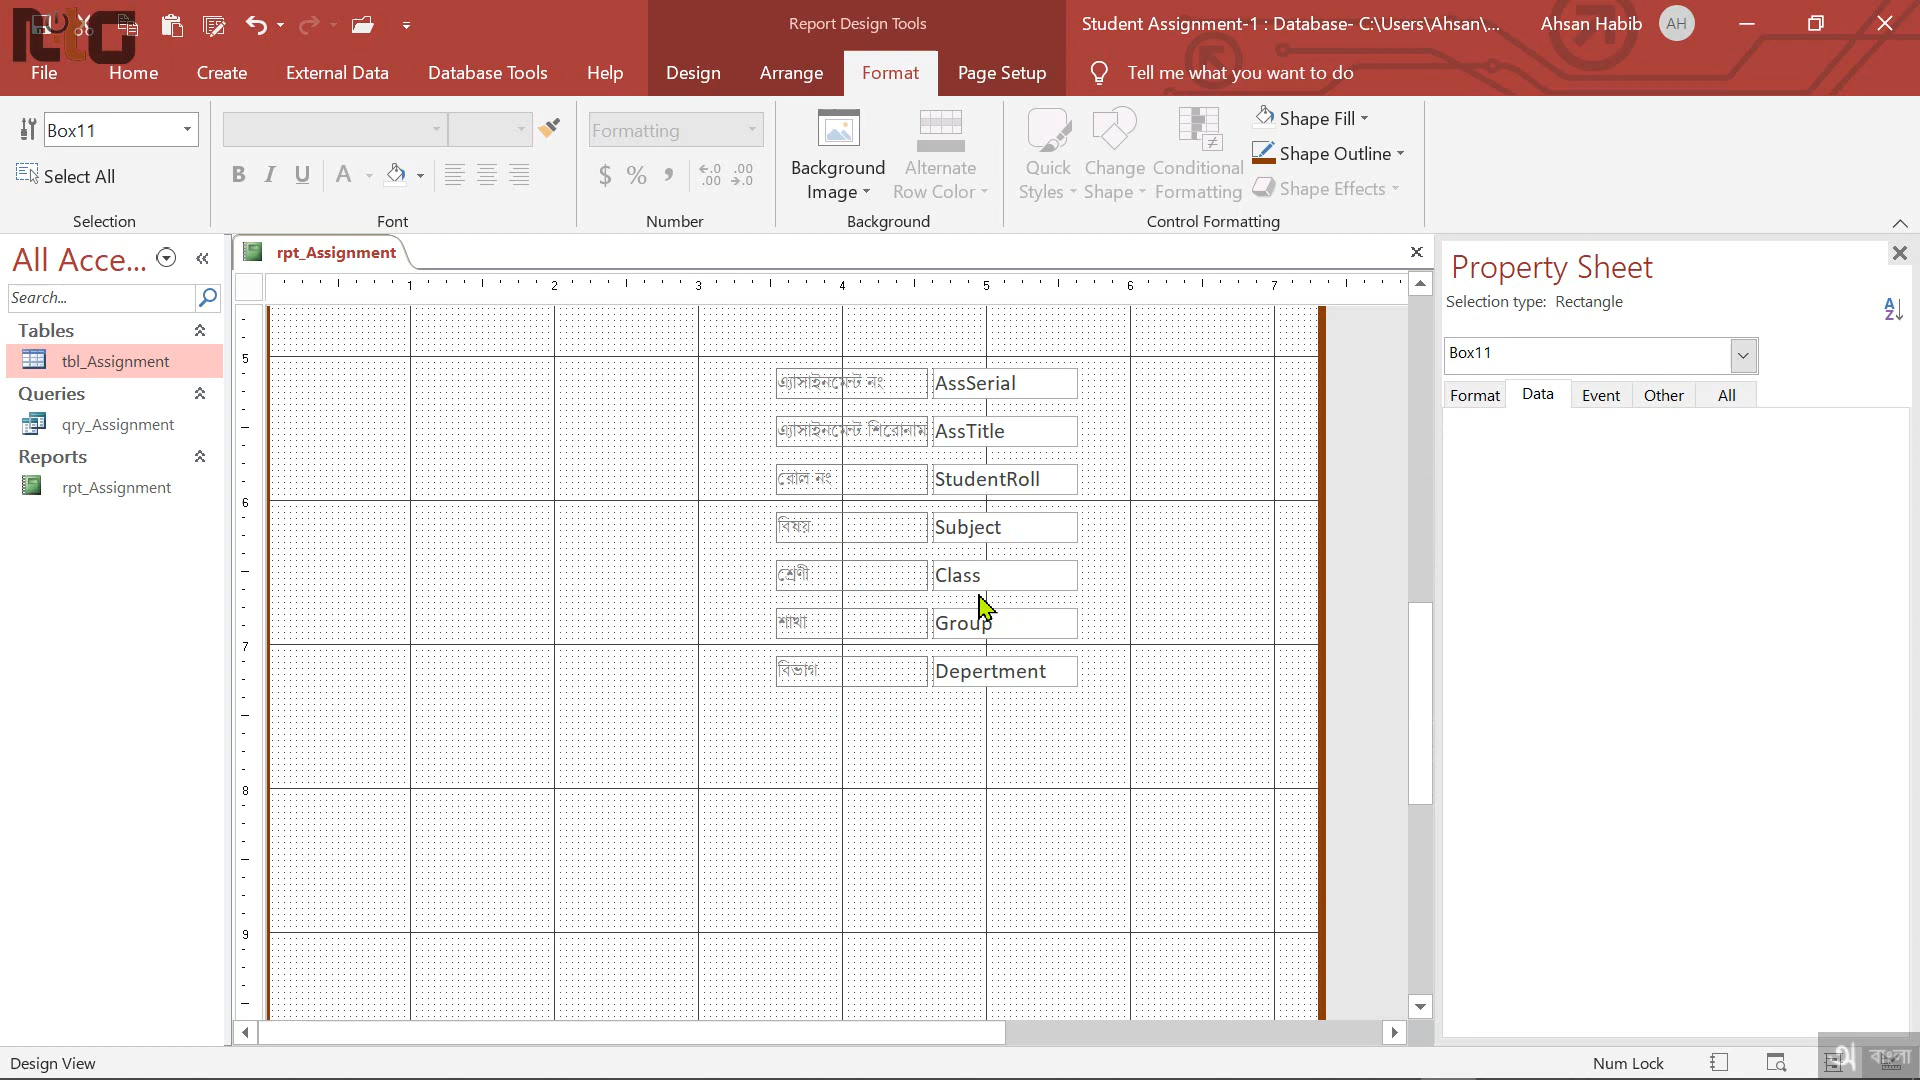 Report Design Tools
Student Assignment-1 : Database- C:\Users\Ahsan\...
Ahsan Habib
AH
File
Home
Create
External Data
Database Tools
Help
Design
Arrange
Format
Page Setup
Tell me what you want to do
Box11
Select All
Selection
B I U A
Font
Formatting
$ % ,
Number
Background Image
Alternate Row Color
Background
Quick Styles
Change Shape
Conditional Formatting
Shape Fill
Shape Outline
Shape Effects
Control Formatting
All Acce...
Search...
Tables
tbl_Assignment
Queries
qry_Assignment
Reports
rpt_Assignment
rpt_Assignment
1 2 3 4 5 6 7
5
6
7
8
9
এ্যাসাইনমেন্ট নং AssSerial
এ্যাসাইনমেন্ট শিরোনাম AssTitle
রোল নং StudentRoll
বিষয় Subject
শ্রেণী Class
শাখা Group
বিভাগ Depertment
Property Sheet
Selection type: Rectangle
Box11
Format Data Event Other All
Design View
Num Lock
বাংলা